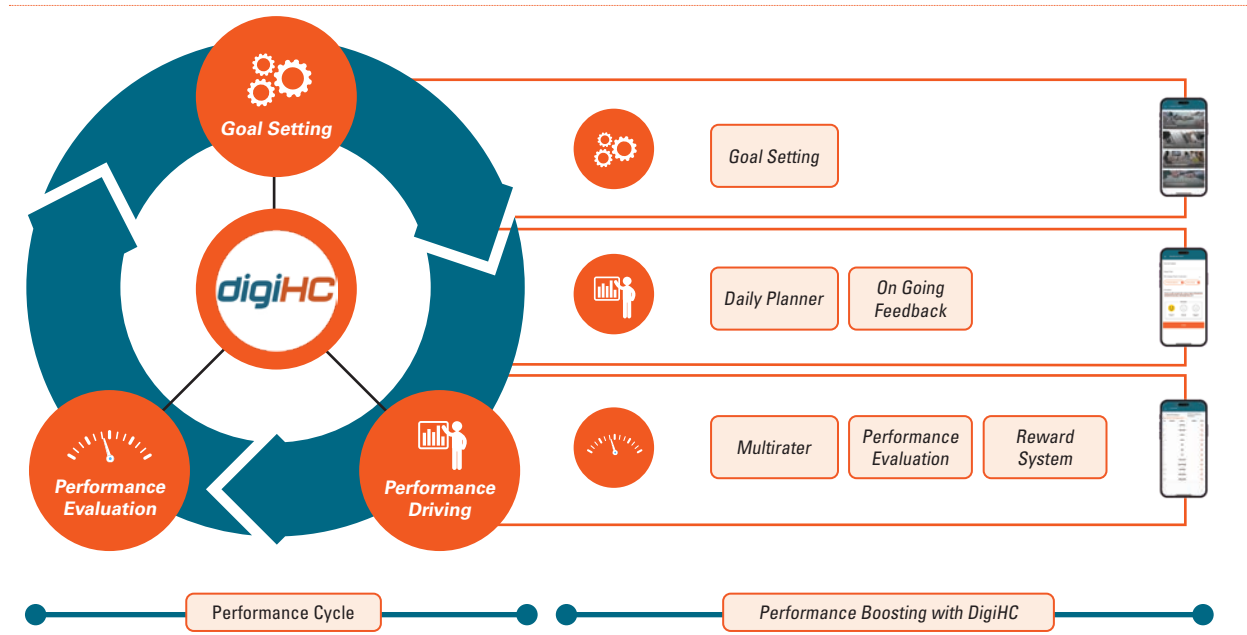 Goal Setting
digiHC
Performance
Evaluation
Performance
Driving
Goal Setting
Daily Planner
On Going
Feedback
Multirater
Performance
Evaluation
Reward
System
Performance Cycle
Performance Boosting with DigiHC